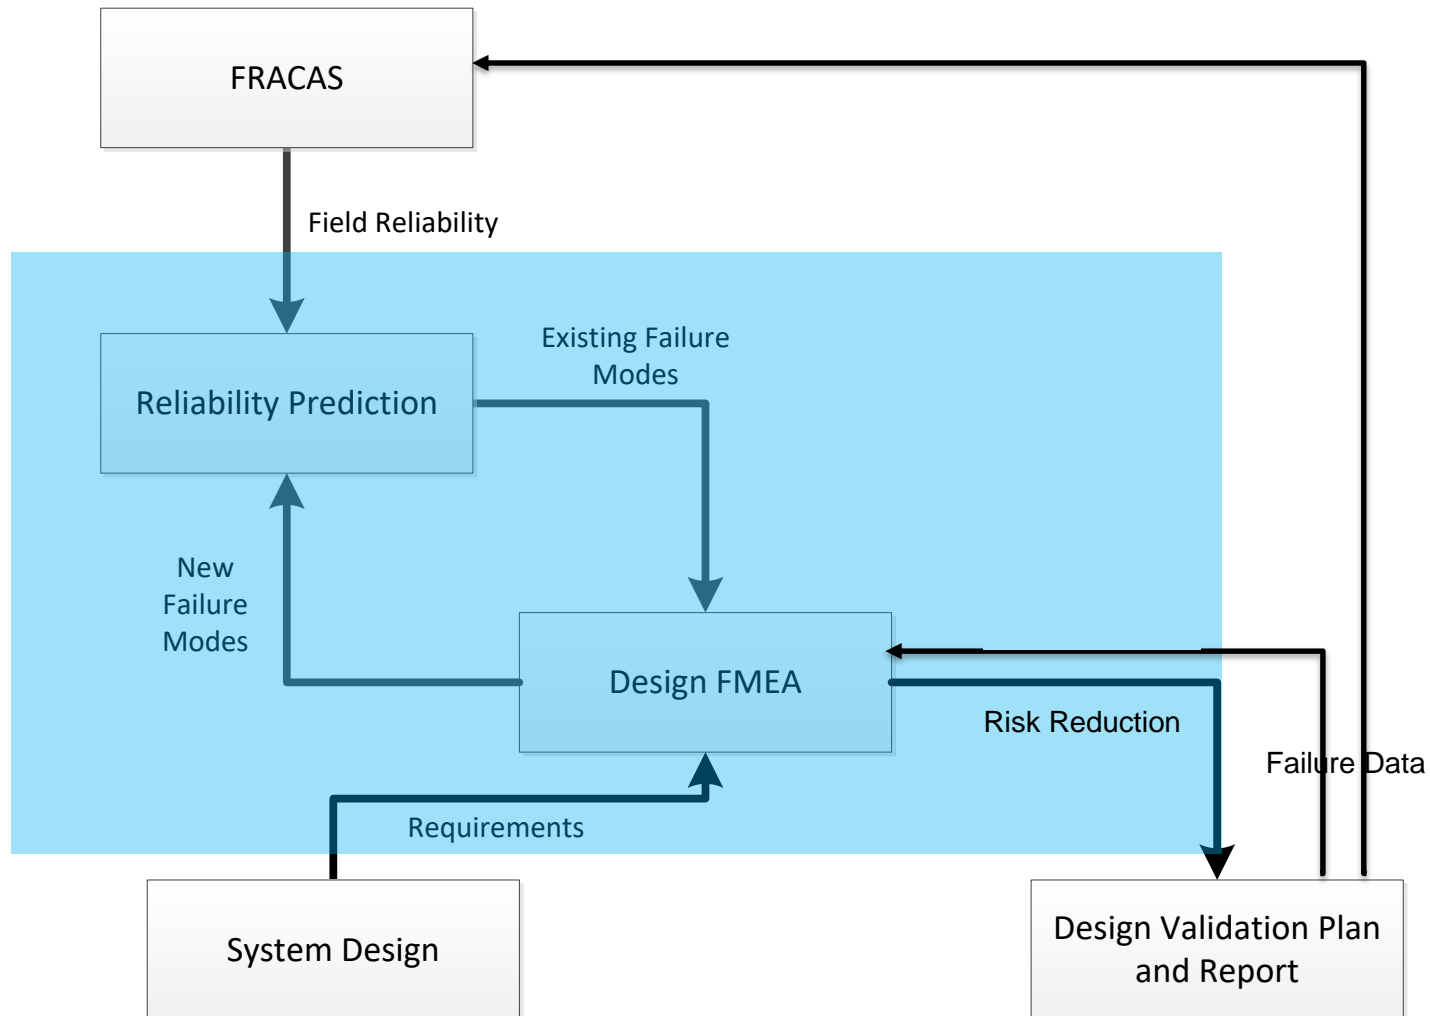 FRACAS
Field Reliability
Existing Failure
Modes
Reliability Prediction
New
Failure
Modes
Design FMEA
Risk Reduction
Failure Data
Requirements
System Design
Design Validation Plan
and Report